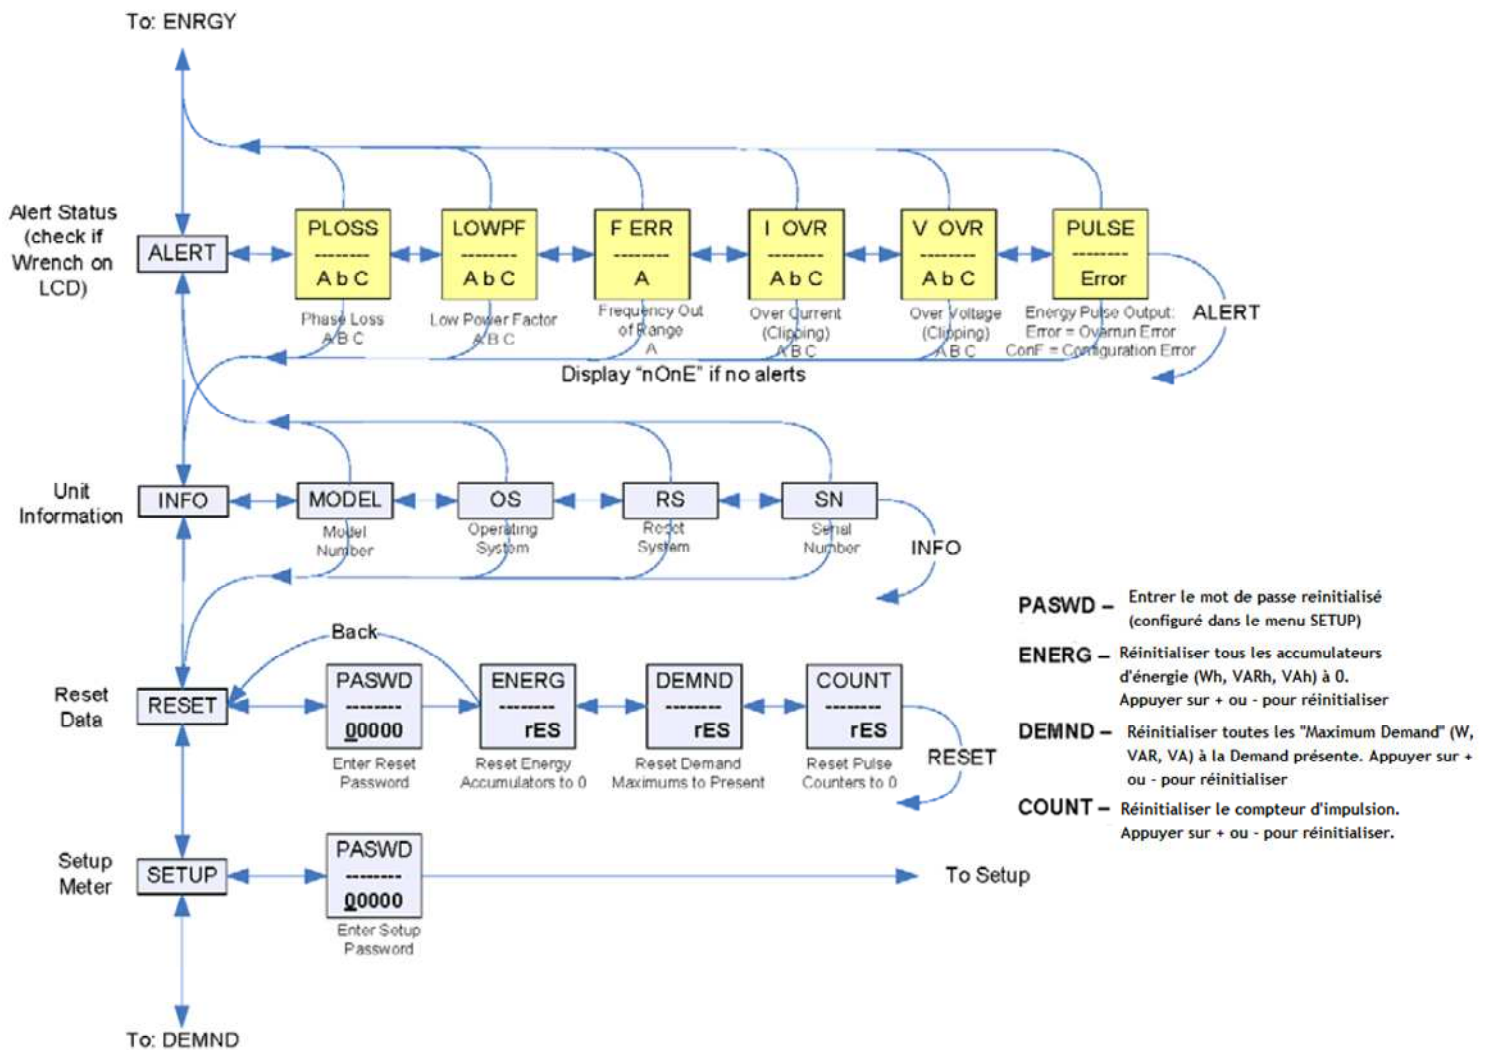 To: ENRGY
Alert Status
(check if
Wrench on
LCD)
ALERT
PLOSS
--------
A b C
Phase Loss
A B C
LOWPF
--------
A b C
Low Power Factor
A B C
F ERR
--------
A
Frequency Out
of Range
A
I OVR
--------
A b C
Over Current
(Clipping)
A B C
V OVR
--------
A b C
Over Voltage
(Clipping)
A B C
PULSE
--------
Error
Energy Pulse Output:
Error = Overrun Error
ConF = Configuration Error
ALERT
Display “nOnE” if no alerts
Unit
Information
INFO
MODEL
Model
Number
OS
Operating
System
RS
Reset
System
SN
Serial
Number
INFO
Back
Reset
Data
RESET
PASWD
--------
00000
Enter Reset
Password
ENERG
--------
rES
Reset Energy
Accumulators to 0
DEMND
--------
rES
Reset Demand
Maximums to Present
COUNT
--------
rES
Reset Pulse
Counters to 0
RESET
PASWD – Entrer le mot de passe reinitialisé
(configuré dans le menu SETUP)
ENERG – Réinitialiser tous les accumulateurs
d'énergie (Wh, VARh, VAh) à 0.
Appuyer sur + ou - pour réinitialiser
DEMND – Réinitialiser toutes les "Maximum Demand" (W,
VAR, VA) à la Demand présente. Appuyer sur +
ou - pour réinitialiser
COUNT – Réinitialiser le compteur d'impulsion.
Appuyer sur + ou - pour réinitialiser.
Setup
Meter
SETUP
PASWD
--------
00000
Enter Setup
Password
To Setup
To: DEMND